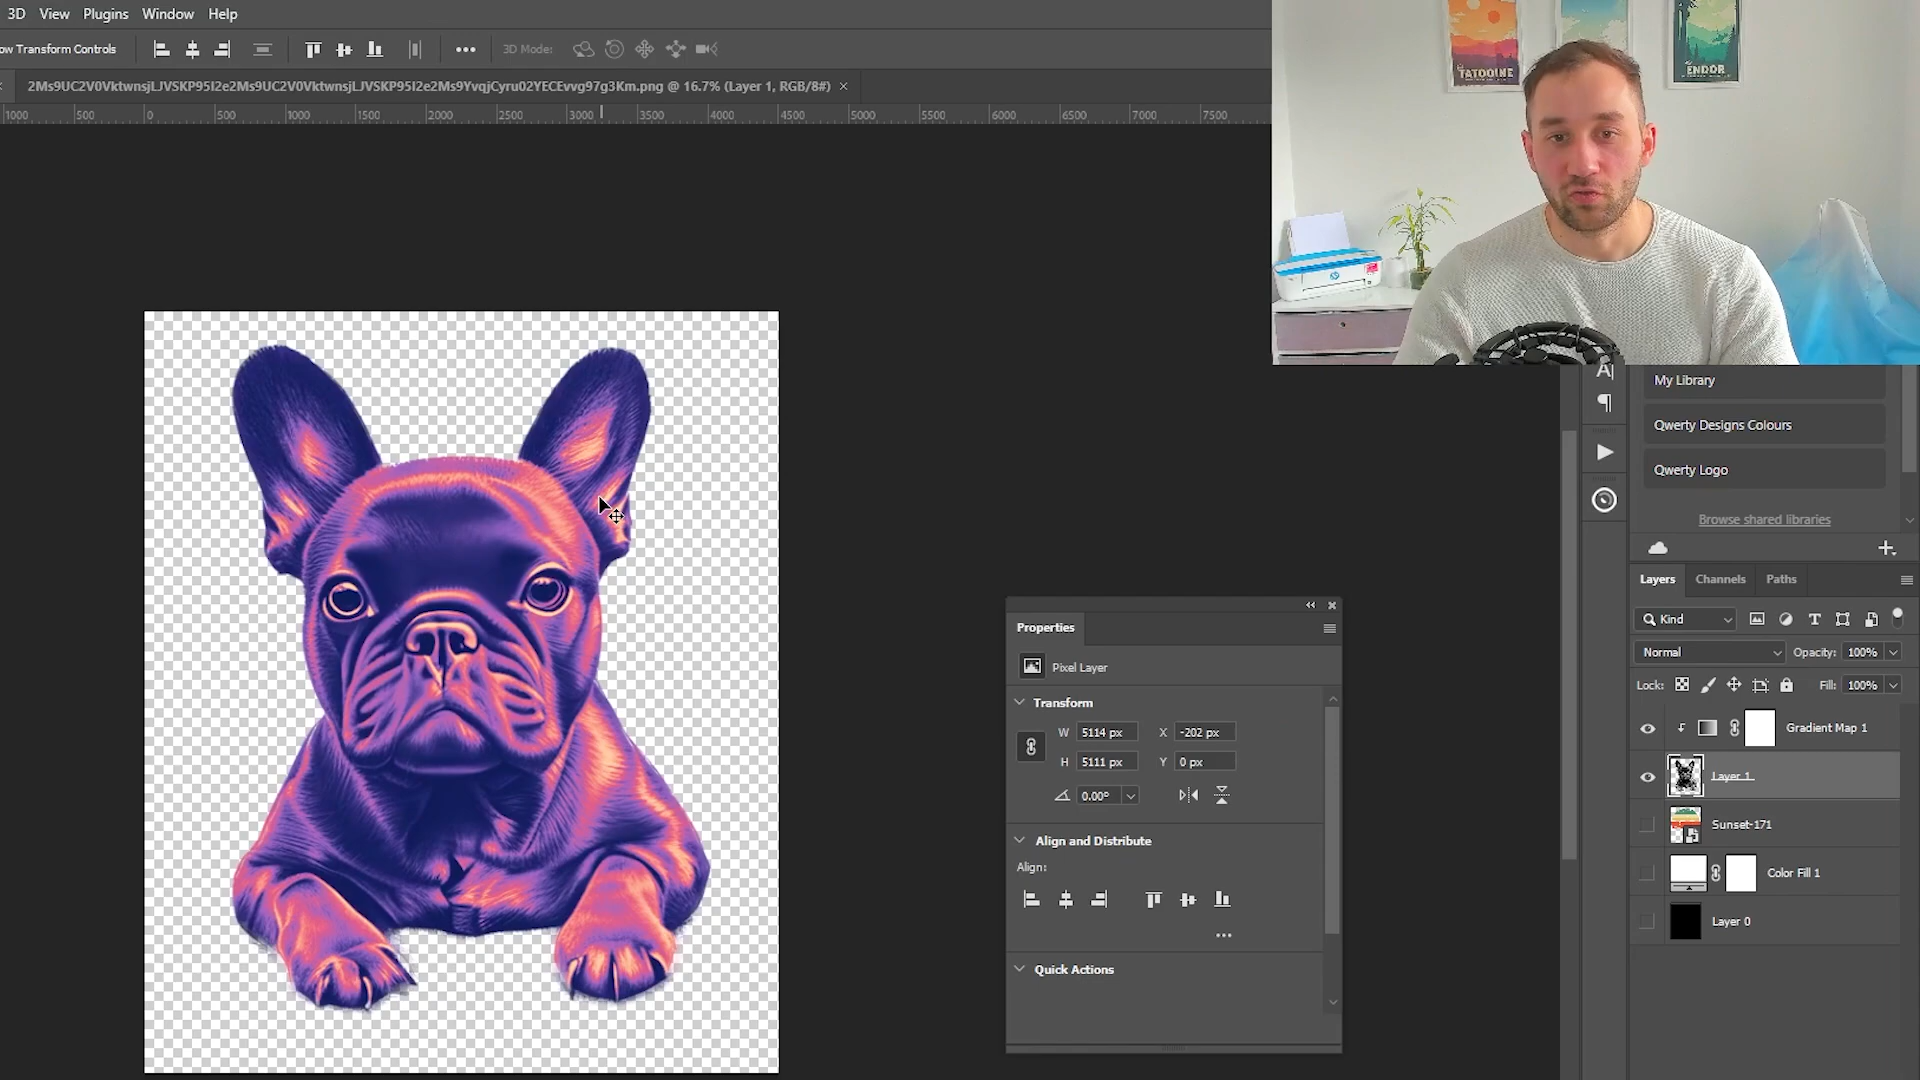 3D View Plugins Window Help
ow Transform Controls
3D Mode:
2Ms9UC2V0VktwnsjLJVSKP95I2e2Ms9UC2V0VktwnsjLJVSKP95I2e2Ms9YvqjCyru02YECEvvg97g3Km.png @ 16.7% (Layer 1, RGB/8#)
1000 500 0 500 1000 1500 2000 2500 3000 3500 4000 4500 5000 5500 6000 6500 7000 7500
TATOOINE
ENDOR
hp
My Library
Qwerty Designs Colours
Qwerty Logo
Browse shared libraries
Layers Channels Paths
Kind
Normal Opacity: 100%
Lock: Fill: 100%
Gradient Map 1
Layer 1
Sunset-171
Color Fill 1
Layer 0
Properties
Pixel Layer
Transform
W 5114 px X -202 px
H 5111 px Y 0 px
0.00°
Align and Distribute
Align:
Quick Actions